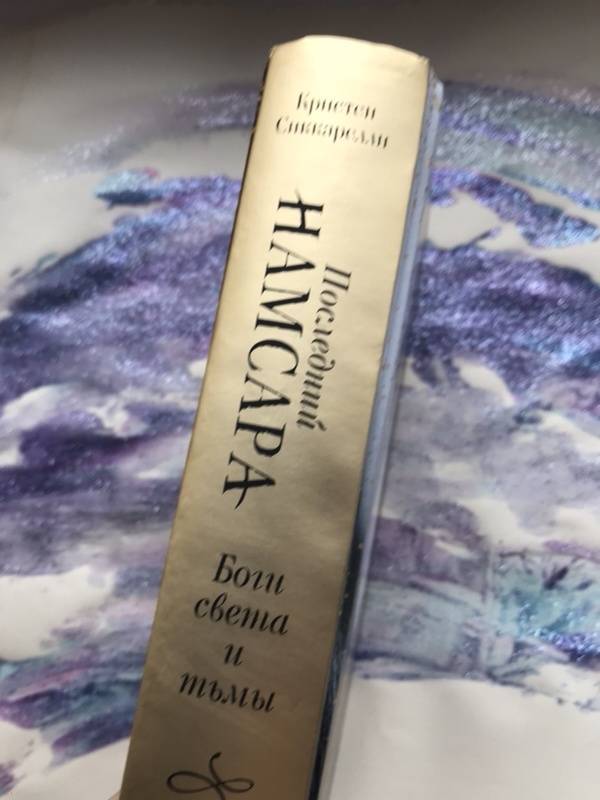 Кристен
Сиккарелли
Последний
НАМСАРА
Боги
света
и
тьмы